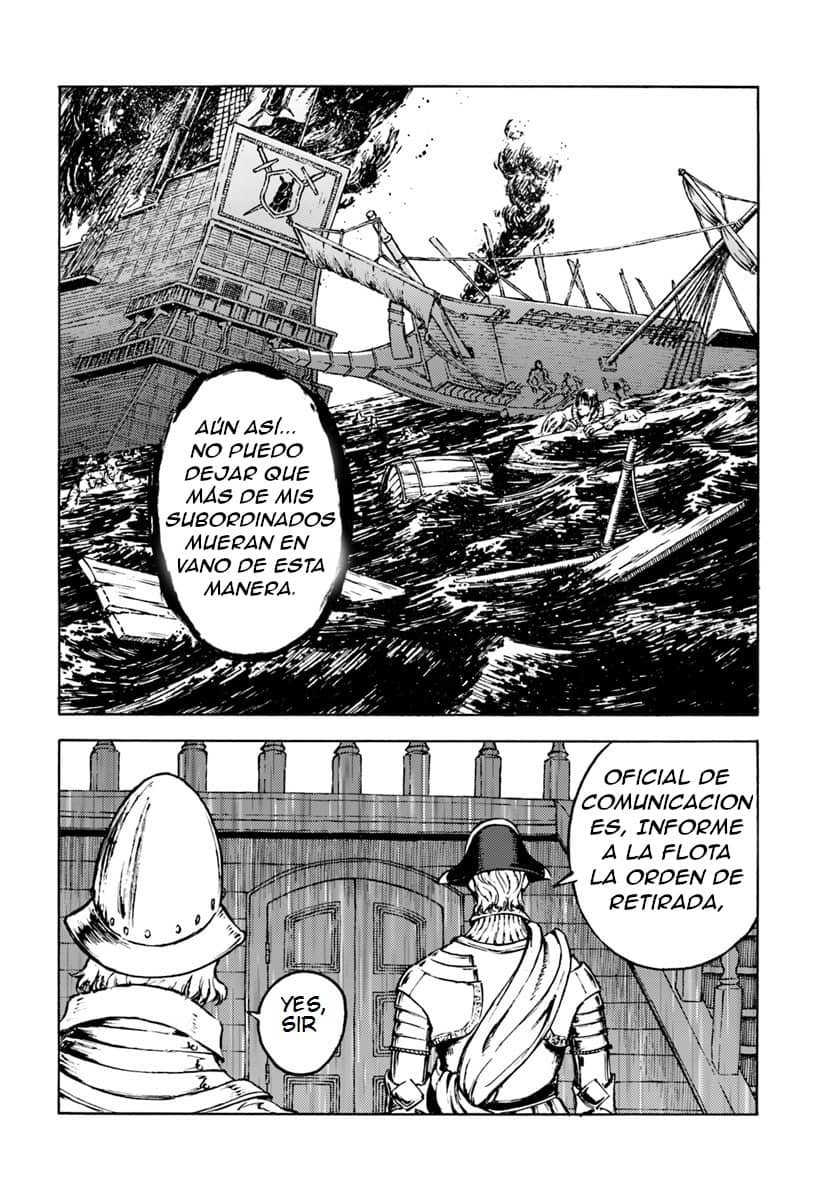 AÚN ASÍ...
NO PUEDO
DEJAR QUE
MÁS DE MIS
SUBORDINADOS
MUERAN EN
VANO DE ESTA
MANERA.
OFICIAL DE
COMUNICACION
ES, INFORME
A LA FLOTA
LA ORDEN DE
RETIRADA,
YES,
SIR